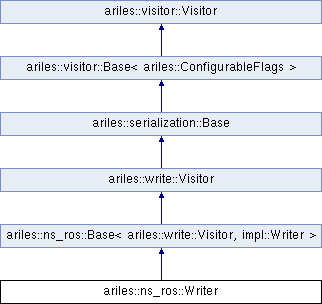 ariles::visitor::Visitor
ariles::visitor::Base< ariles::ConfigurableFlags >
ariles::serialization::Base
ariles::write::Visitor
ariles::ns_ros::Base< ariles::write::Visitor, impl::Writer >
ariles::ns_ros::Writer